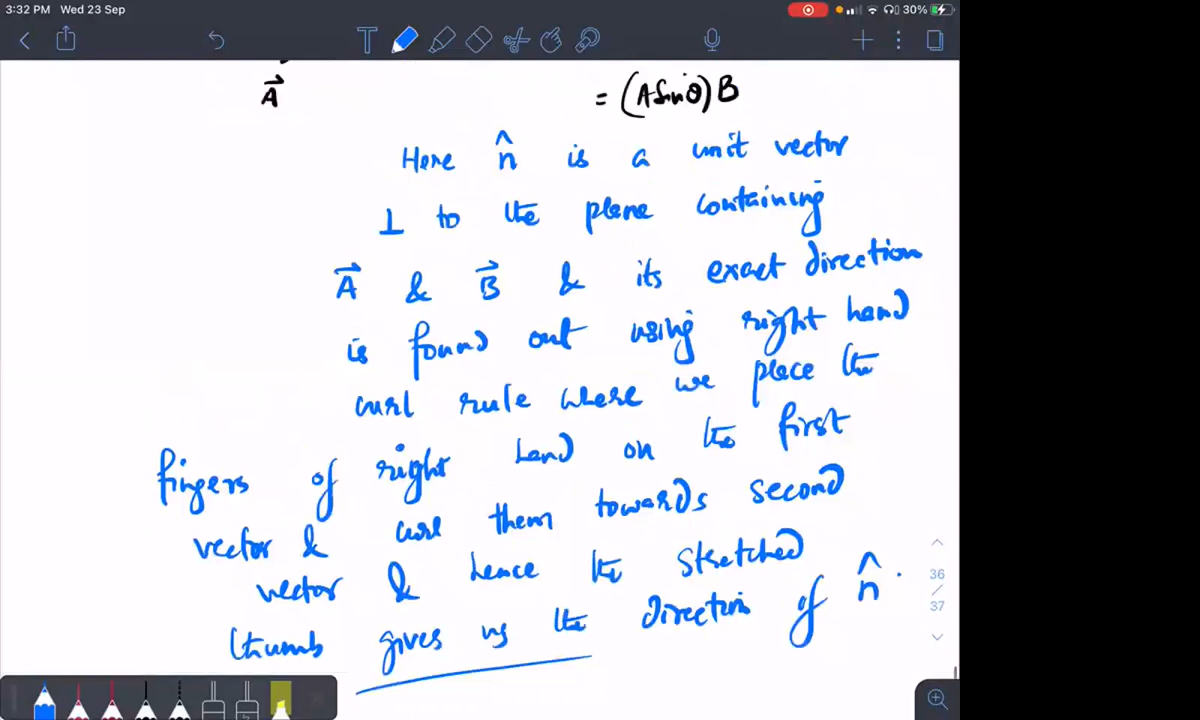 3:32 PM Wed 23 Sep
30%
A⃗
= (A sin θ) B
Here n̂ is a unit vector
⊥ to the plane containing
A⃗ & B⃗ & its exact direction
is found out using right hand
curl rule where we place the
fingers of right hand on the first
vector & curl them towards second
vector & hence the stretched
thumb gives us the direction of n̂.
36
/
37